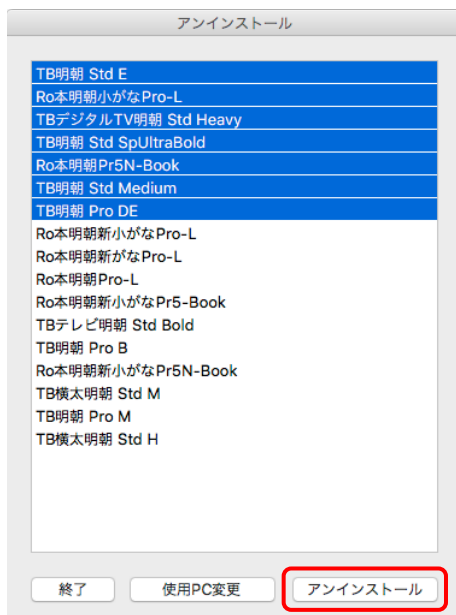 アンインストール
TB明朝 Std E
Ro本明朝小がなPro-L
TBデジタルTV明朝 Std Heavy
TB明朝 Std SpUltraBold
Ro本明朝Pr5N-Book
TB明朝 Std Medium
TB明朝 Pro DE
Ro本明朝新小がなPro-L
Ro本明朝新がなPro-L
Ro本明朝Pro-L
Ro本明朝新小がなPr5-Book
TBテレビ明朝 Std Bold
TB明朝 Pro B
Ro本明朝新小がなPr5N-Book
TB横太明朝 Std M
TB明朝 Pro M
TB横太明朝 Std H
終了 使用PC変更 アンインストール